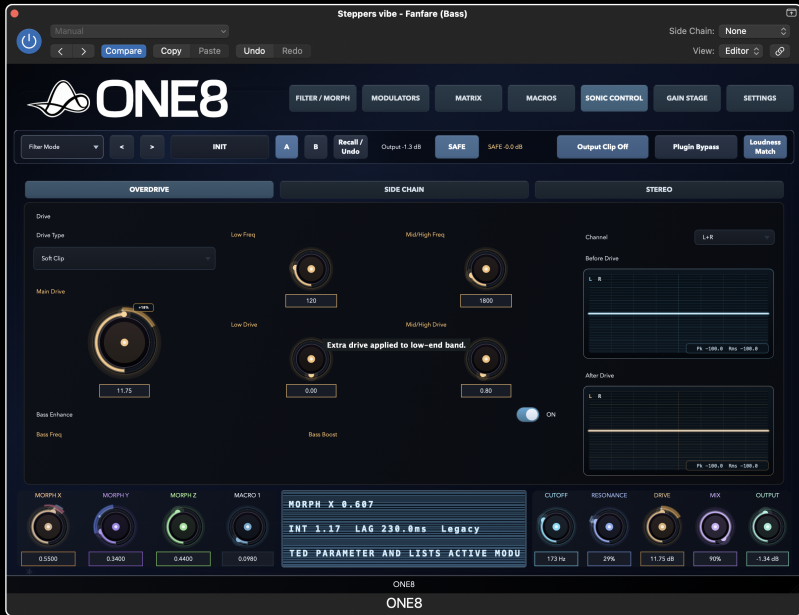 Steppers vibe - Fanfare (Bass)
Manual
Side Chain: None
< > Compare Copy Paste Undo Redo
View: Editor
ONE8
FILTER / MORPH MODULATORS MATRIX MACROS SONIC CONTROL GAIN STAGE SETTINGS
Filter Mode < > INIT A B Recall / Undo Output -1.3 dB SAFE SAFE -0.0 dB Output Clip Off Plugin Bypass Loudness Match
OVERDRIVE SIDE CHAIN STEREO
Drive
Drive Type Low Freq Mid/High Freq Channel L+R
Soft Clip
Before Drive
L R
120 1800
Main Drive
+18%
Low Drive Mid/High Drive
Extra drive applied to low-end band.
Pk -100.0 Rms -100.0
After Drive
11.75 0.00 0.80
L R
Bass Enhance ON
Bass Freq Bass Boost
Pk -100.0 Rms -100.0
MORPH X MORPH Y MORPH Z MACRO 1 CUTOFF RESONANCE DRIVE MIX OUTPUT
MORPH X 0.607
INT 1.17 LAG 230.0ms Legacy
TED PARAMETER AND LISTS ACTIVE MODU
0.5500 0.3400 0.4400 0.0980 173 Hz 29% 11.75 dB 90% -1.34 dB
ONE8
ONE8